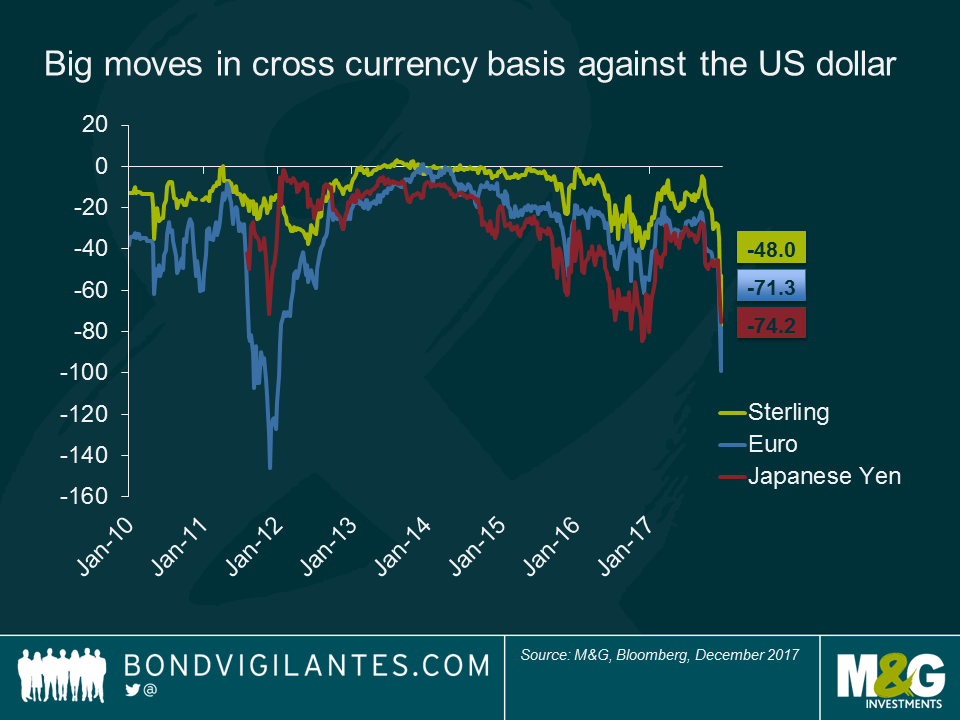 Big moves in cross currency basis against the US dollar
20
0
-20
-40
-60
-80
-100
-120
-140
-160
Jan-10
Jan-11
Jan-12
Jan-13
Jan-14
Jan-15
Jan-16
Jan-17
-48.0
-71.3
-74.2
Sterling
Euro
Japanese Yen
BONDVIGILANTES.COM
@
Source: M&G, Bloomberg, December 2017
M&G
INVESTMENTS